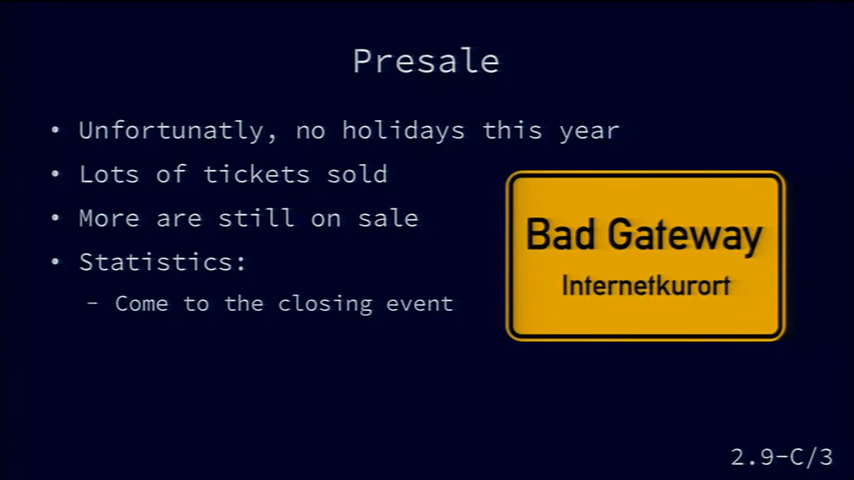 Presale
• Unfortunatly, no holidays this year
• Lots of tickets sold
• More are still on sale
• Statistics:
– Come to the closing event
Bad Gateway
Internetkurort
2.9-C/3